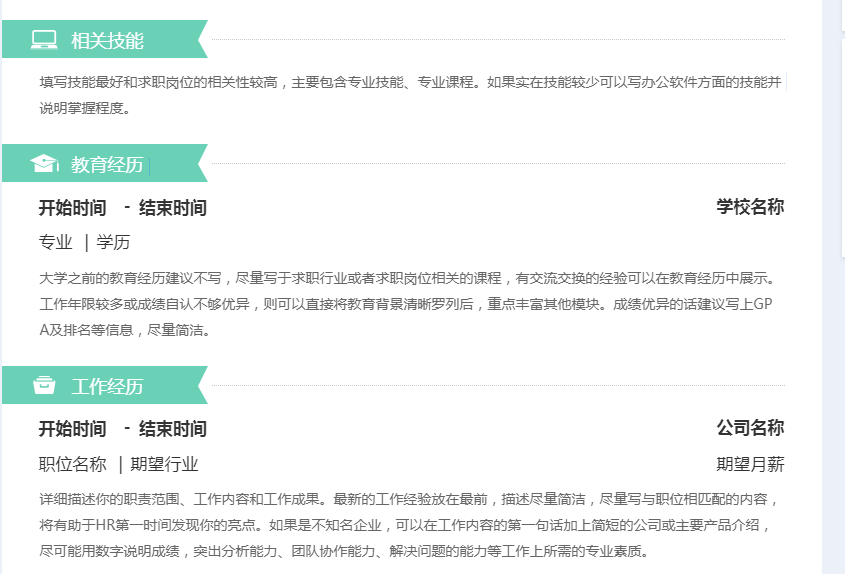 相关技能
填写技能最好和求职岗位的相关性较高，主要包含专业技能、专业课程。如果实在技能较少可以写办公软件方面的技能并
说明掌握程度。
教育经历
开始时间 - 结束时间 学校名称
专业 | 学历
大学之前的教育经历建议不写，尽量写于求职行业或者求职岗位相关的课程，有交流交换的经验可以在教育经历中展示。
工作年限较多或成绩自认不够优异，则可以直接将教育背景清晰罗列后，重点丰富其他模块。成绩优异的话建议写上GP
A及排名等信息，尽量简洁。
工作经历
开始时间 - 结束时间 公司名称
职位名称 | 期望行业 期望月薪
详细描述你的职责范围、工作内容和工作成果。最新的工作经验放在最前，描述尽量简洁，尽量写与职位相匹配的内容，
将有助于HR第一时间发现你的亮点。如果是不知名企业，可以在工作内容的第一句话加上简短的公司或主要产品介绍，
尽可能用数字说明成绩，突出分析能力、团队协作能力、解决问题的能力等工作上所需的专业素质。